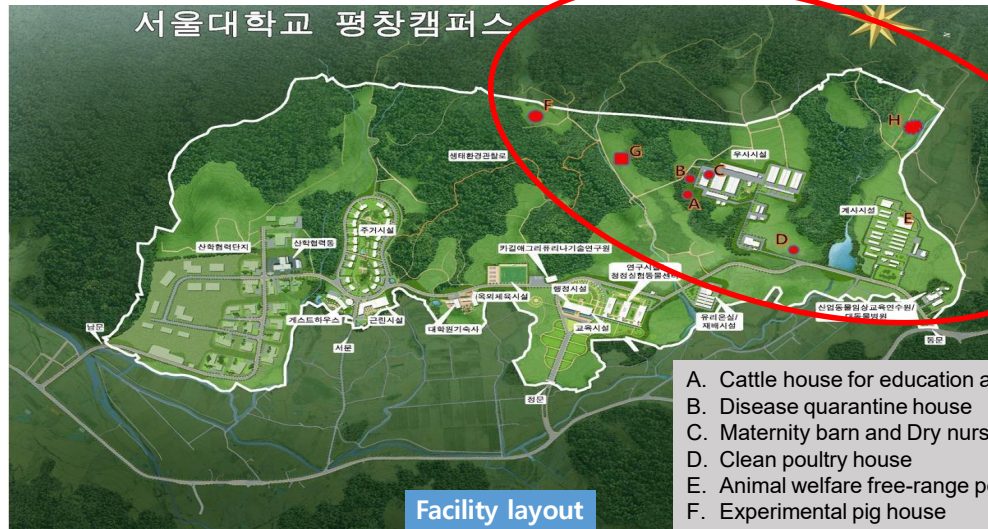 서울대학교 평창캠퍼스
N
F
H
생태환경관찰로
G
우사시설
B
C
A
계사시설
E
주거시설
산학협력단지
산학협력동
카길애그리퓨리나기술연구원
D
연구시설
청정실험동물센터
행정시설
옥외체육시설
게스트하우스
근린시설
대학원기숙사
교육시설
유리온실/
재배시설
산업동물임상교육연수원/
대동물병원
남문
서문
동문
정문
A. Cattle house for education a
B. Disease quarantine house
C. Maternity barn and Dry nurs
D. Clean poultry house
E. Animal welfare free-range p
F. Experimental pig house
Facility layout